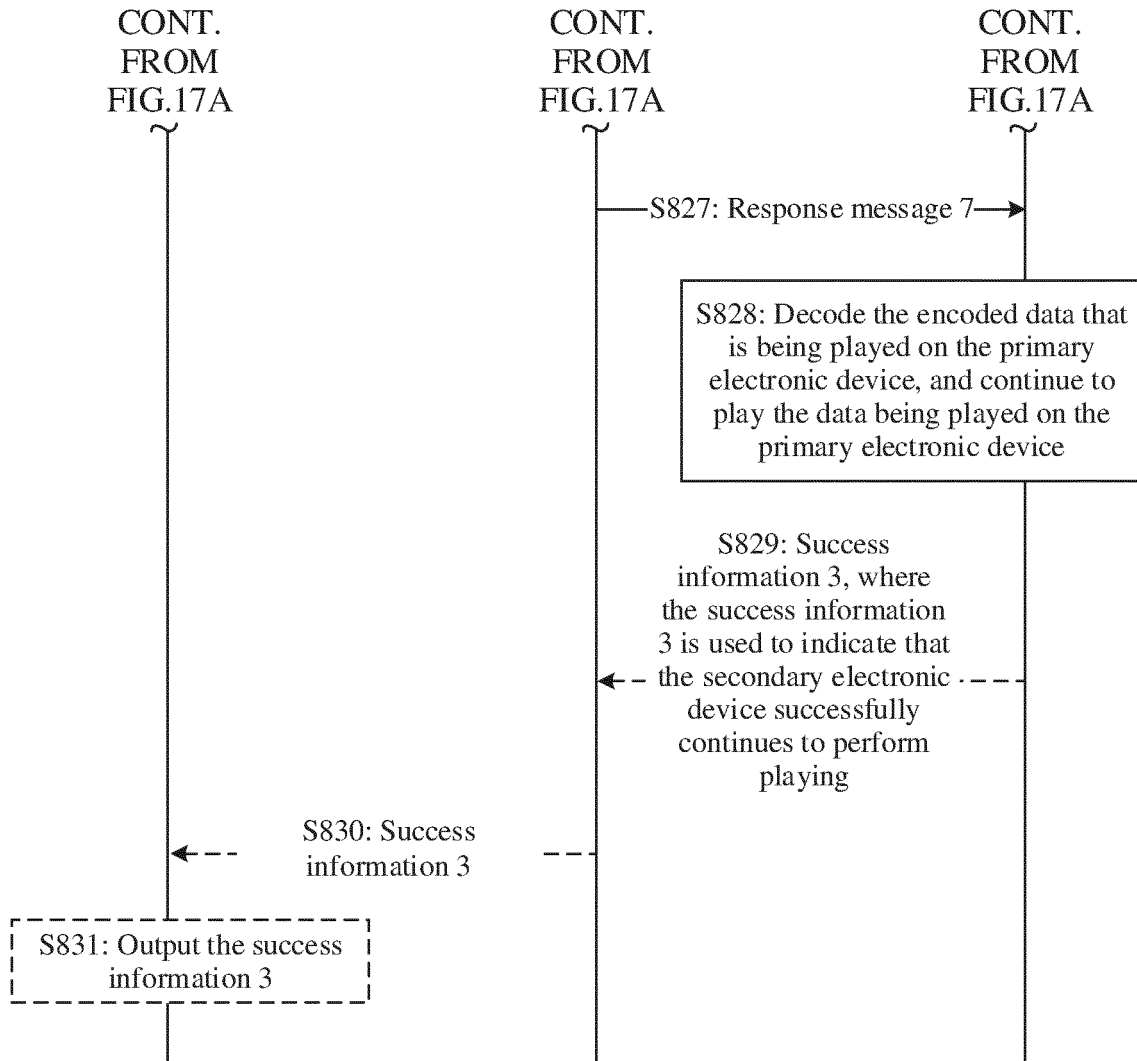 CONT.
FROM
FIG.17A
CONT.
FROM
FIG.17A
CONT.
FROM
FIG.17A
S827: Response message 7
S828: Decode the encoded data that
is being played on the primary
electronic device, and continue to
play the data being played on the
primary electronic device
S829: Success
information 3, where
the success information
3 is used to indicate that
the secondary electronic
device successfully
continues to perform
playing
S830: Success
information 3
S831: Output the success
information 3